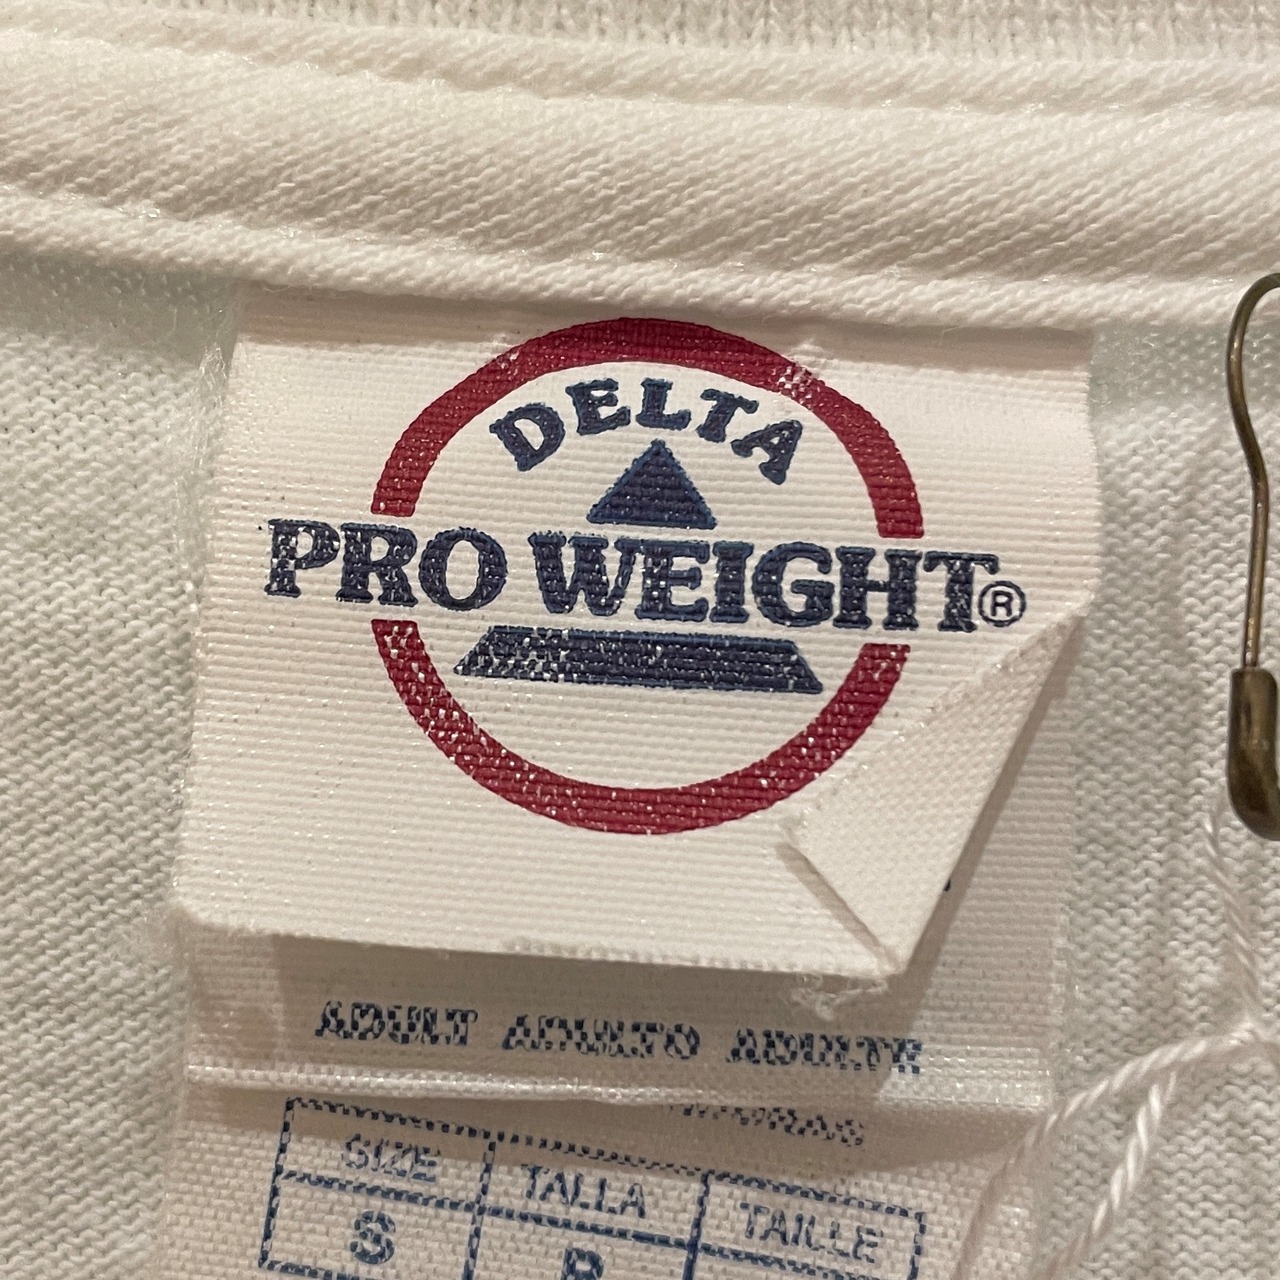 DELTA
PRO WEIGHT®
ADULT ADULTO ADULTE
SIZE TALLA TAILLE
S P